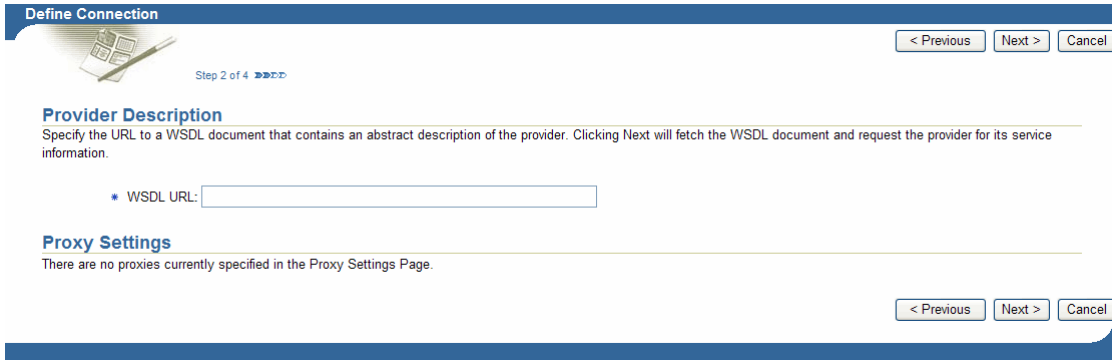 Define Connection
< Previous Next > Cancel
Step 2 of 4
Provider Description
Specify the URL to a WSDL document that contains an abstract description of the provider. Clicking Next will fetch the WSDL document and request the provider for its service
information.
* WSDL URL:
Proxy Settings
There are no proxies currently specified in the Proxy Settings Page.
< Previous Next > Cancel